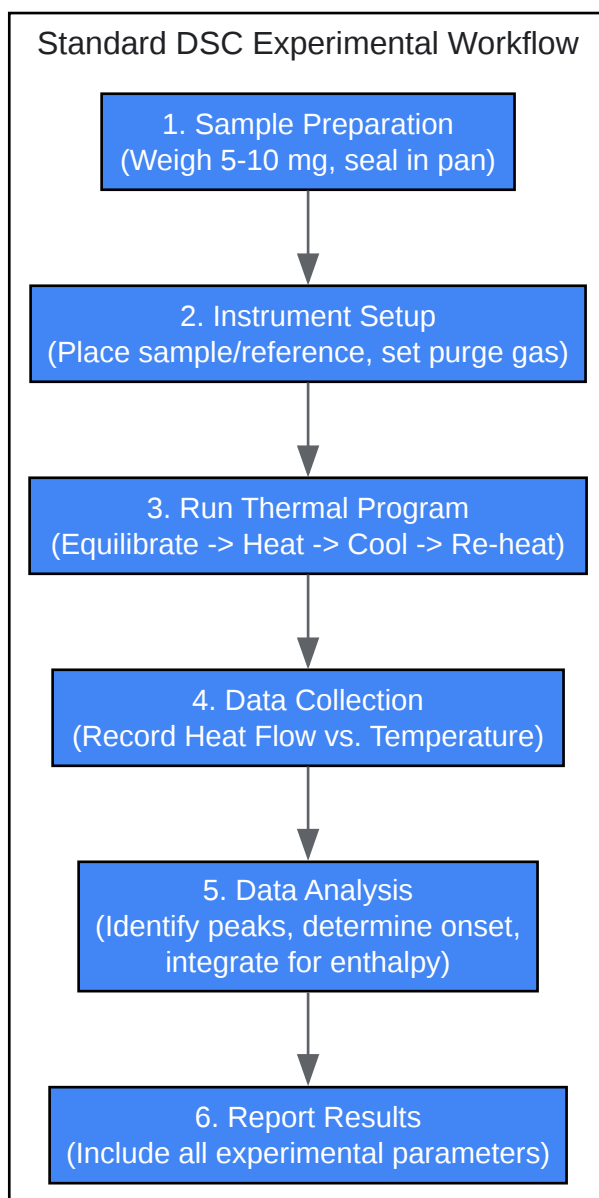 Standard DSC Experimental Workflow
1. Sample Preparation
(Weigh 5-10 mg, seal in pan)
2. Instrument Setup
(Place sample/reference, set purge gas)
3. Run Thermal Program
(Equilibrate -> Heat -> Cool -> Re-heat)
4. Data Collection
(Record Heat Flow vs. Temperature)
5. Data Analysis
(Identify peaks, determine onset,
integrate for enthalpy)
6. Report Results
(Include all experimental parameters)